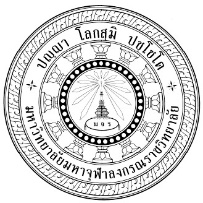 ปญฺญา โลกสฺมิ ปชฺโชโต
ม จ ร
มหาวิทยาลัยมหาจุฬาลงกรณราชวิทยาลัย